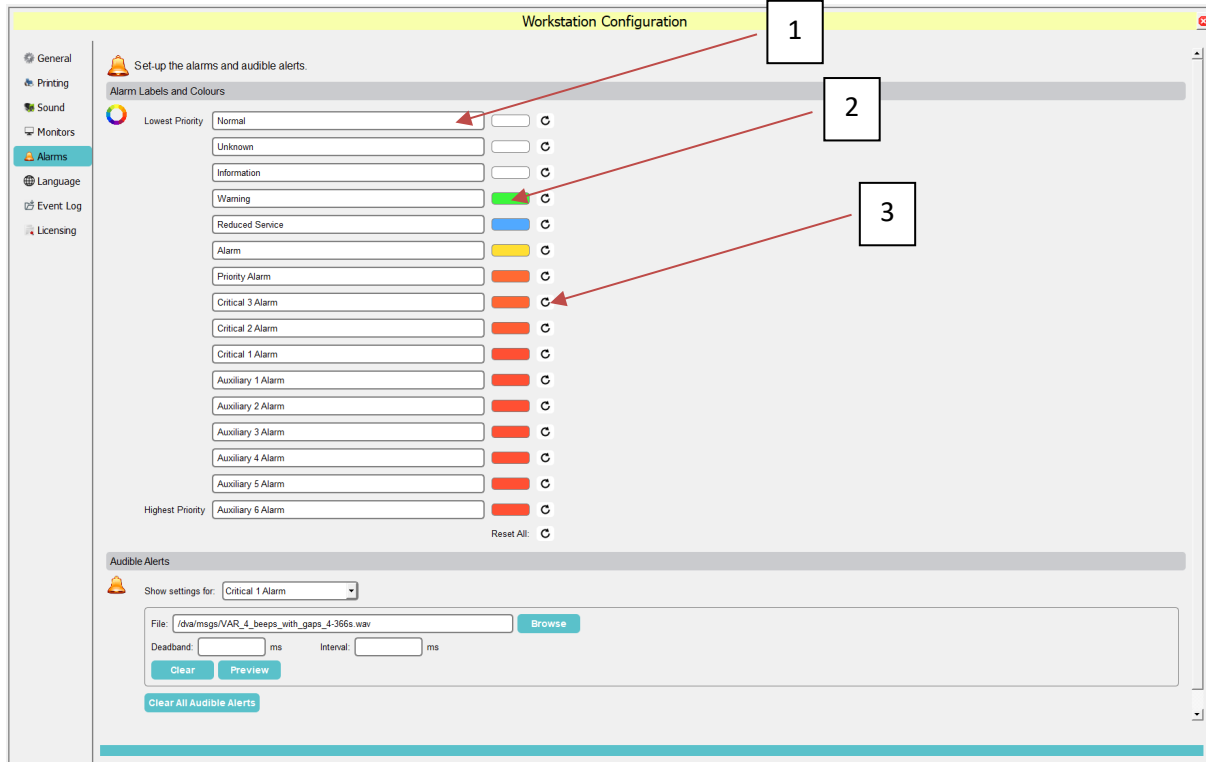 Workstation Configuration
1
2
3
General
Printing
Sound
Monitors
Alarms
Language
Event Log
Licensing
Set-up the alarms and audible alerts.
Alarm Labels and Colours
Lowest Priority Normal
Unknown
Information
Warning
Reduced Service
Alarm
Priority Alarm
Critical 3 Alarm
Critical 2 Alarm
Critical 1 Alarm
Auxiliary 1 Alarm
Auxiliary 2 Alarm
Auxiliary 3 Alarm
Auxiliary 4 Alarm
Auxiliary 5 Alarm
Highest Priority Auxiliary 6 Alarm
Reset All:
Audible Alerts
Show settings for: Critical 1 Alarm
File: /dva/msgs/VAR_4_beeps_with_gaps_4-366s.wav Browse
Deadband: ms Interval: ms
Clear Preview
Clear All Audible Alerts